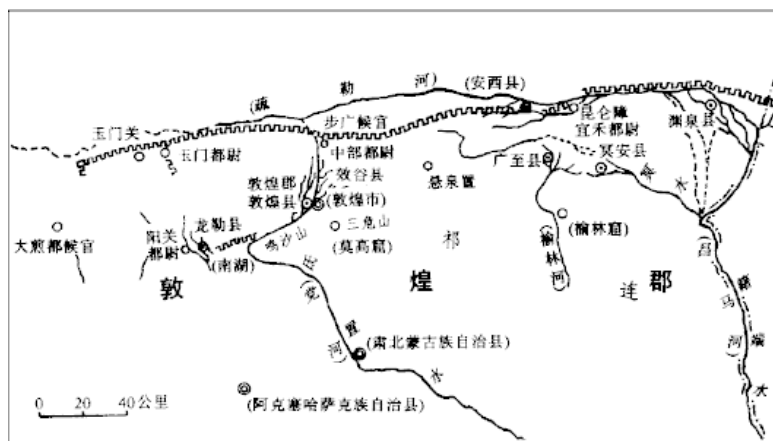 (疏
勒
河)
(安西县)
步广候官
昆仑障
宜禾都尉
渊泉县
玉门关
玉门都尉
中部都尉
效谷县
广至县
冥安县
冥
水
悬泉置
敦煌郡
敦煌县
(敦煌市)
三危山
(莫高窟)
鸣沙山
龙勒县
阳关
都尉
(南湖)
大煎都候官
祁
连
(榆林窟)
(榆林河)
敦
煌
郡
氐
置
水
(党
河)
(昌
马
河)
籍
端
水
(肃北蒙古族自治县)
(阿克塞哈萨克族自治县)
0 20 40公里